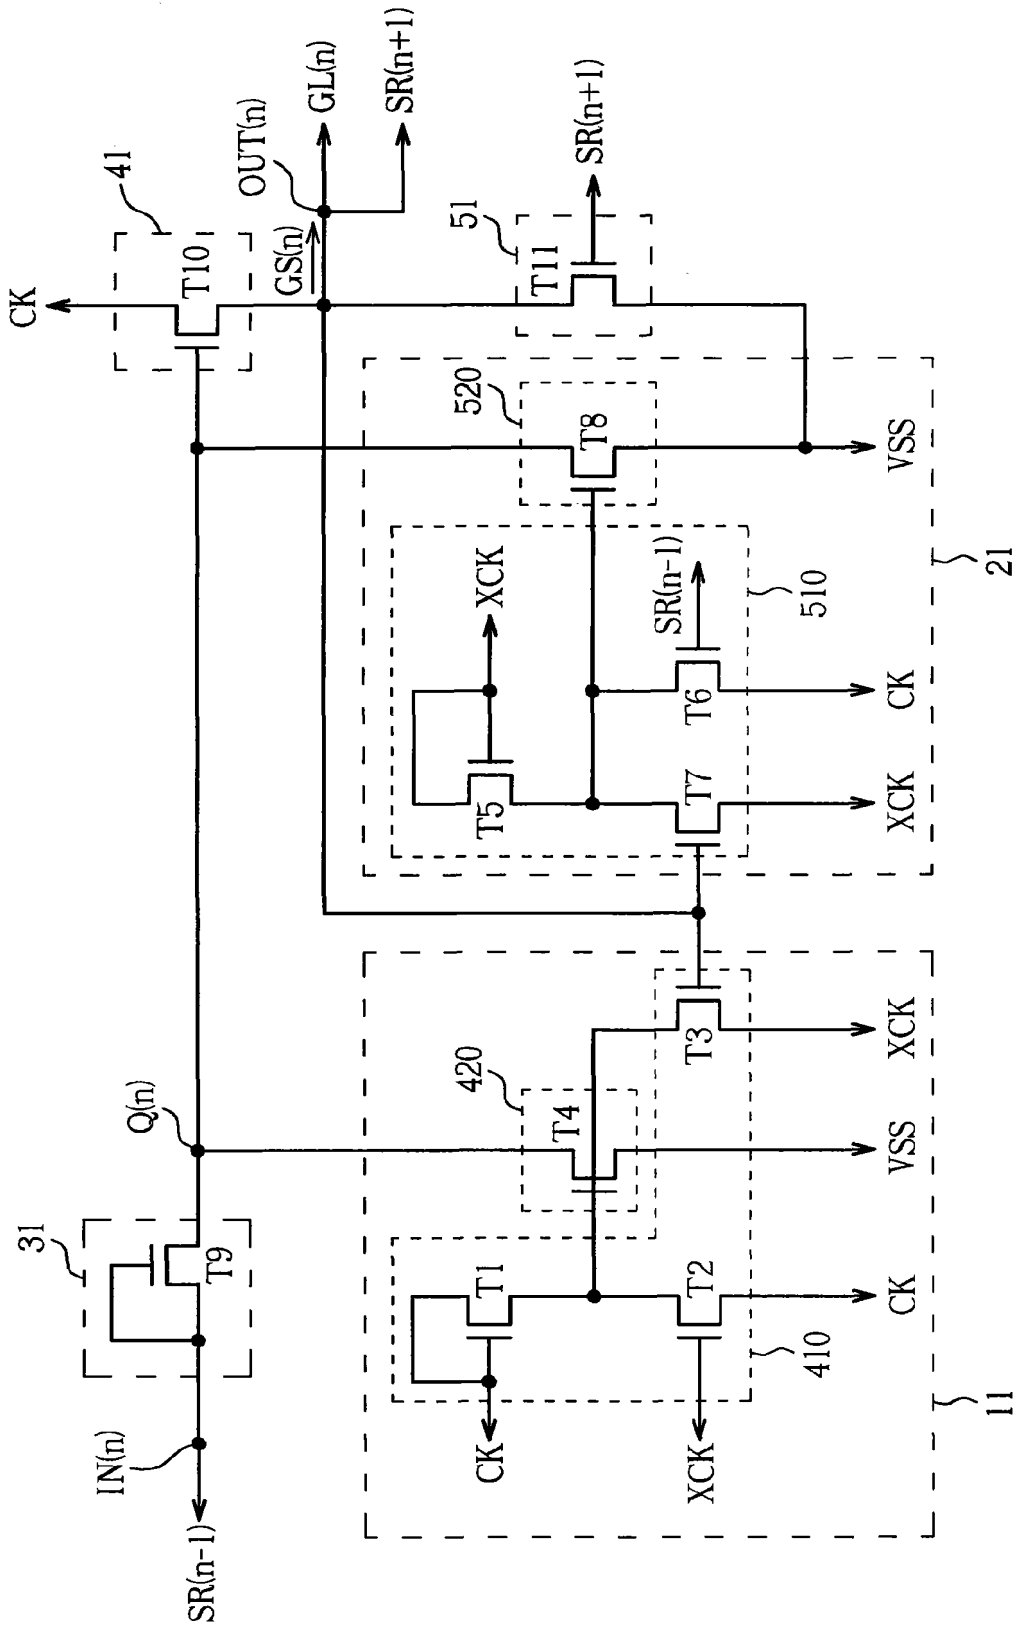 CK
41
T10
OUT(n)
GL(n)
SR(n+1)
GS(n)
51
T11
SR(n+1)
520
T8
VSS
XCK
T5
SR(n-1)
T6
T7
510
CK
XCK
21
Q(n)
31
T9
IN(n)
SR(n-1)
420
T4
T3
T1
T2
CK
XCK
410
XCK
VSS
CK
11